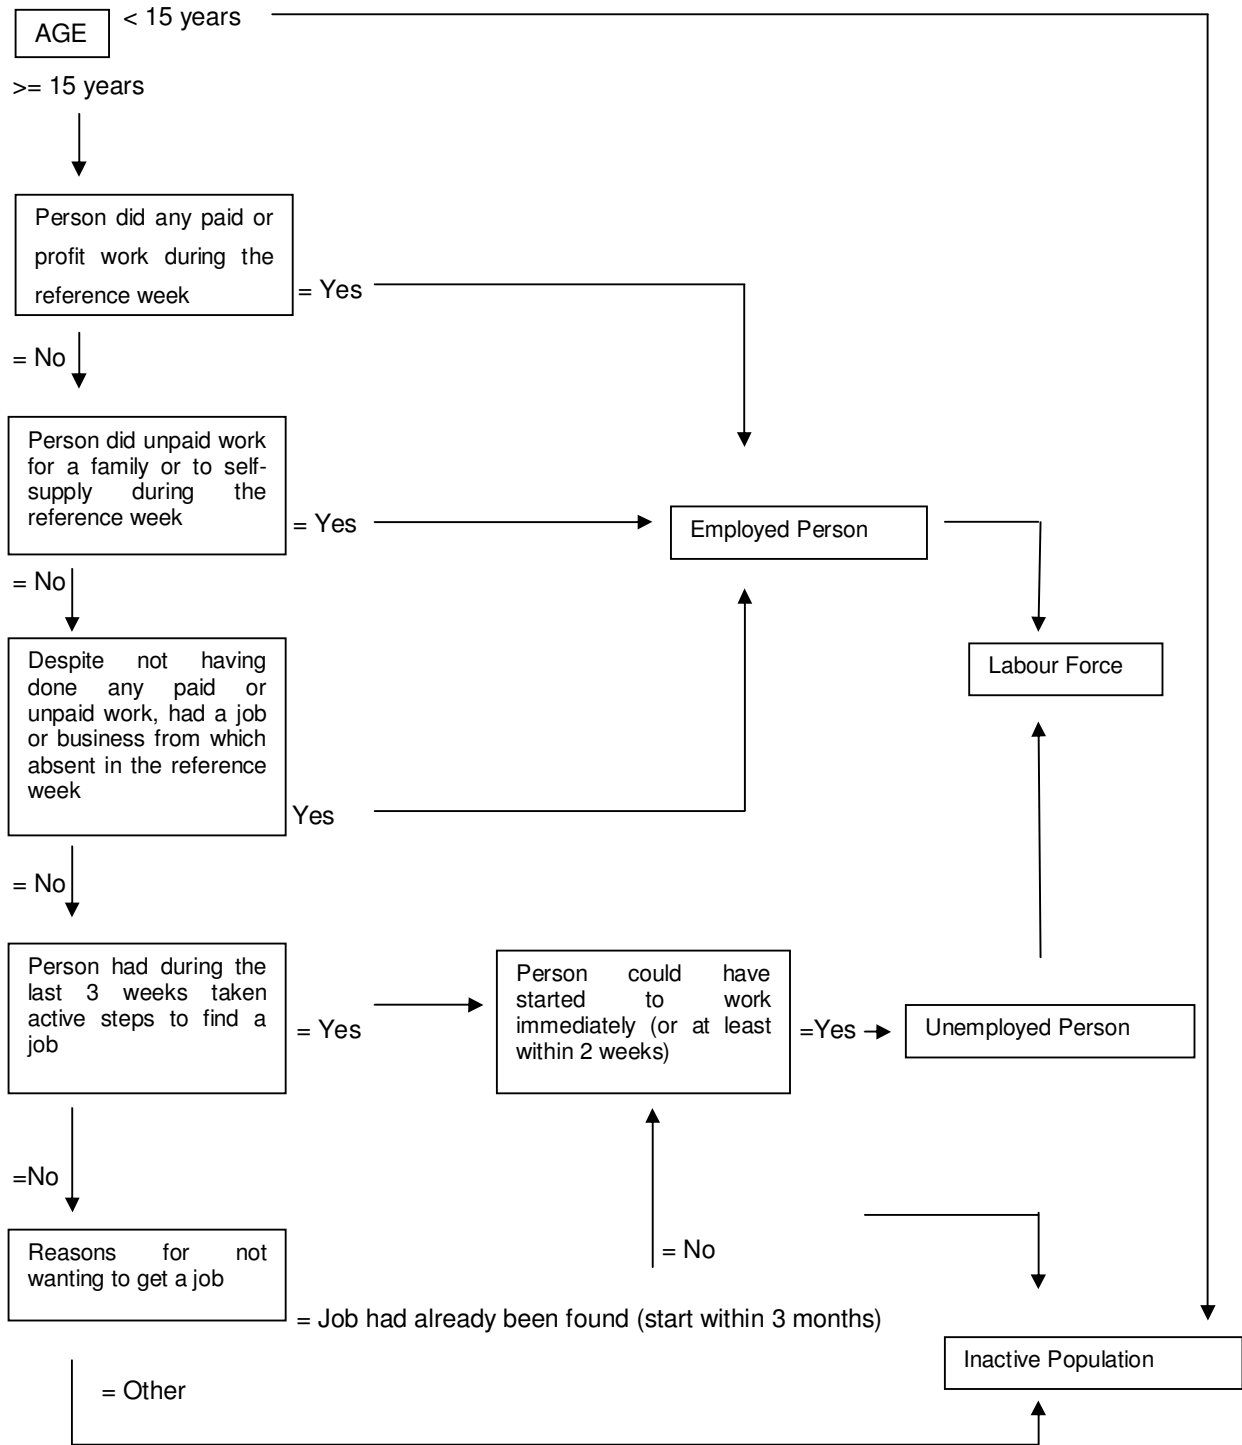 < 15 years
AGE
>= 15 years
Person did any paid or
profit work during the
reference week
= Yes
= No
Person did unpaid work
for a family or to self-
supply during the
reference week
= Yes
Employed Person
= No
Despite not having
done any paid or
unpaid work, had a job
or business from which
absent in the reference
week
Yes
Labour Force
= No
Person had during the
last 3 weeks taken
active steps to find a
job
= Yes
Person could have
started to work
immediately (or at least
within 2 weeks)
=Yes
Unemployed Person
=No
Reasons for not
wanting to get a job
= No
= Job had already been found (start within 3 months)
Inactive Population
= Other